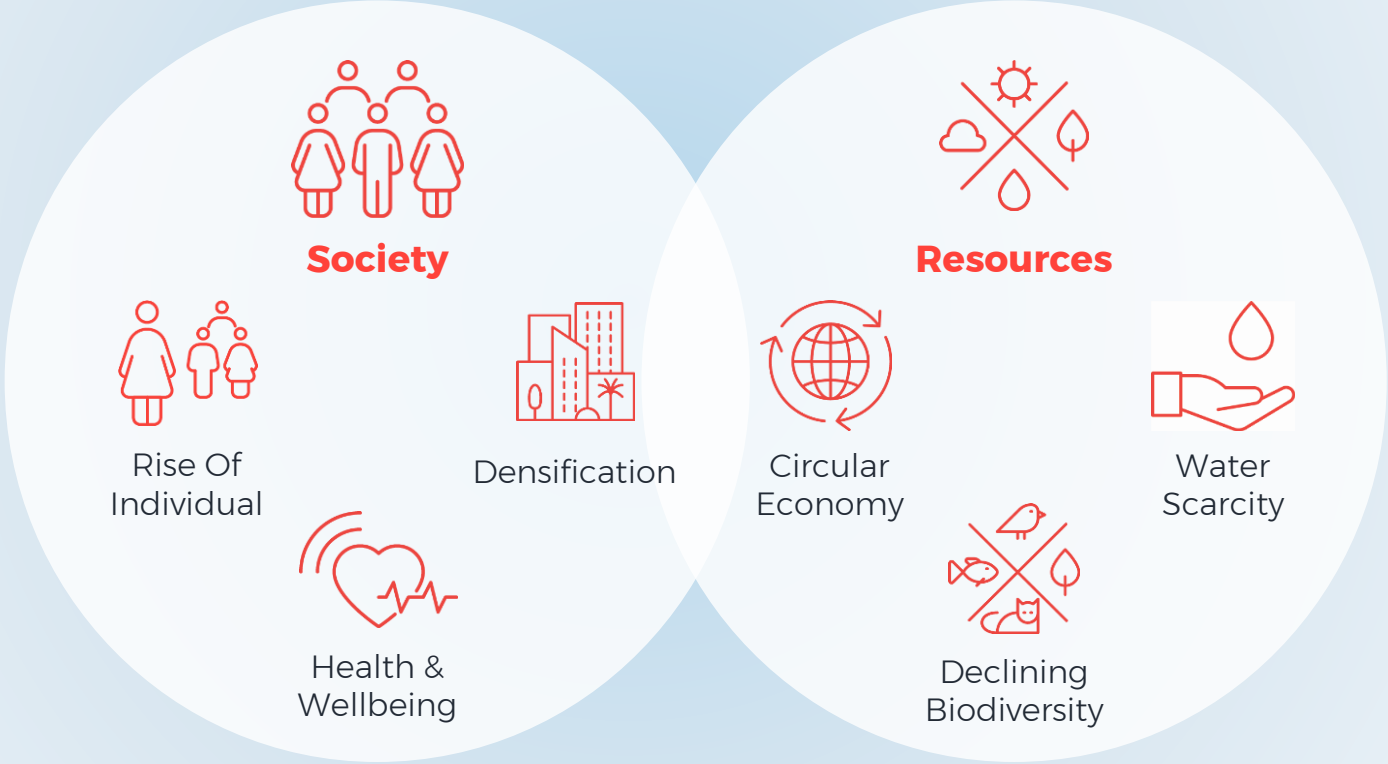 Society
Rise Of
Individual
Densification
Health &
Wellbeing
Resources
Circular
Economy
Water
Scarcity
Declining
Biodiversity